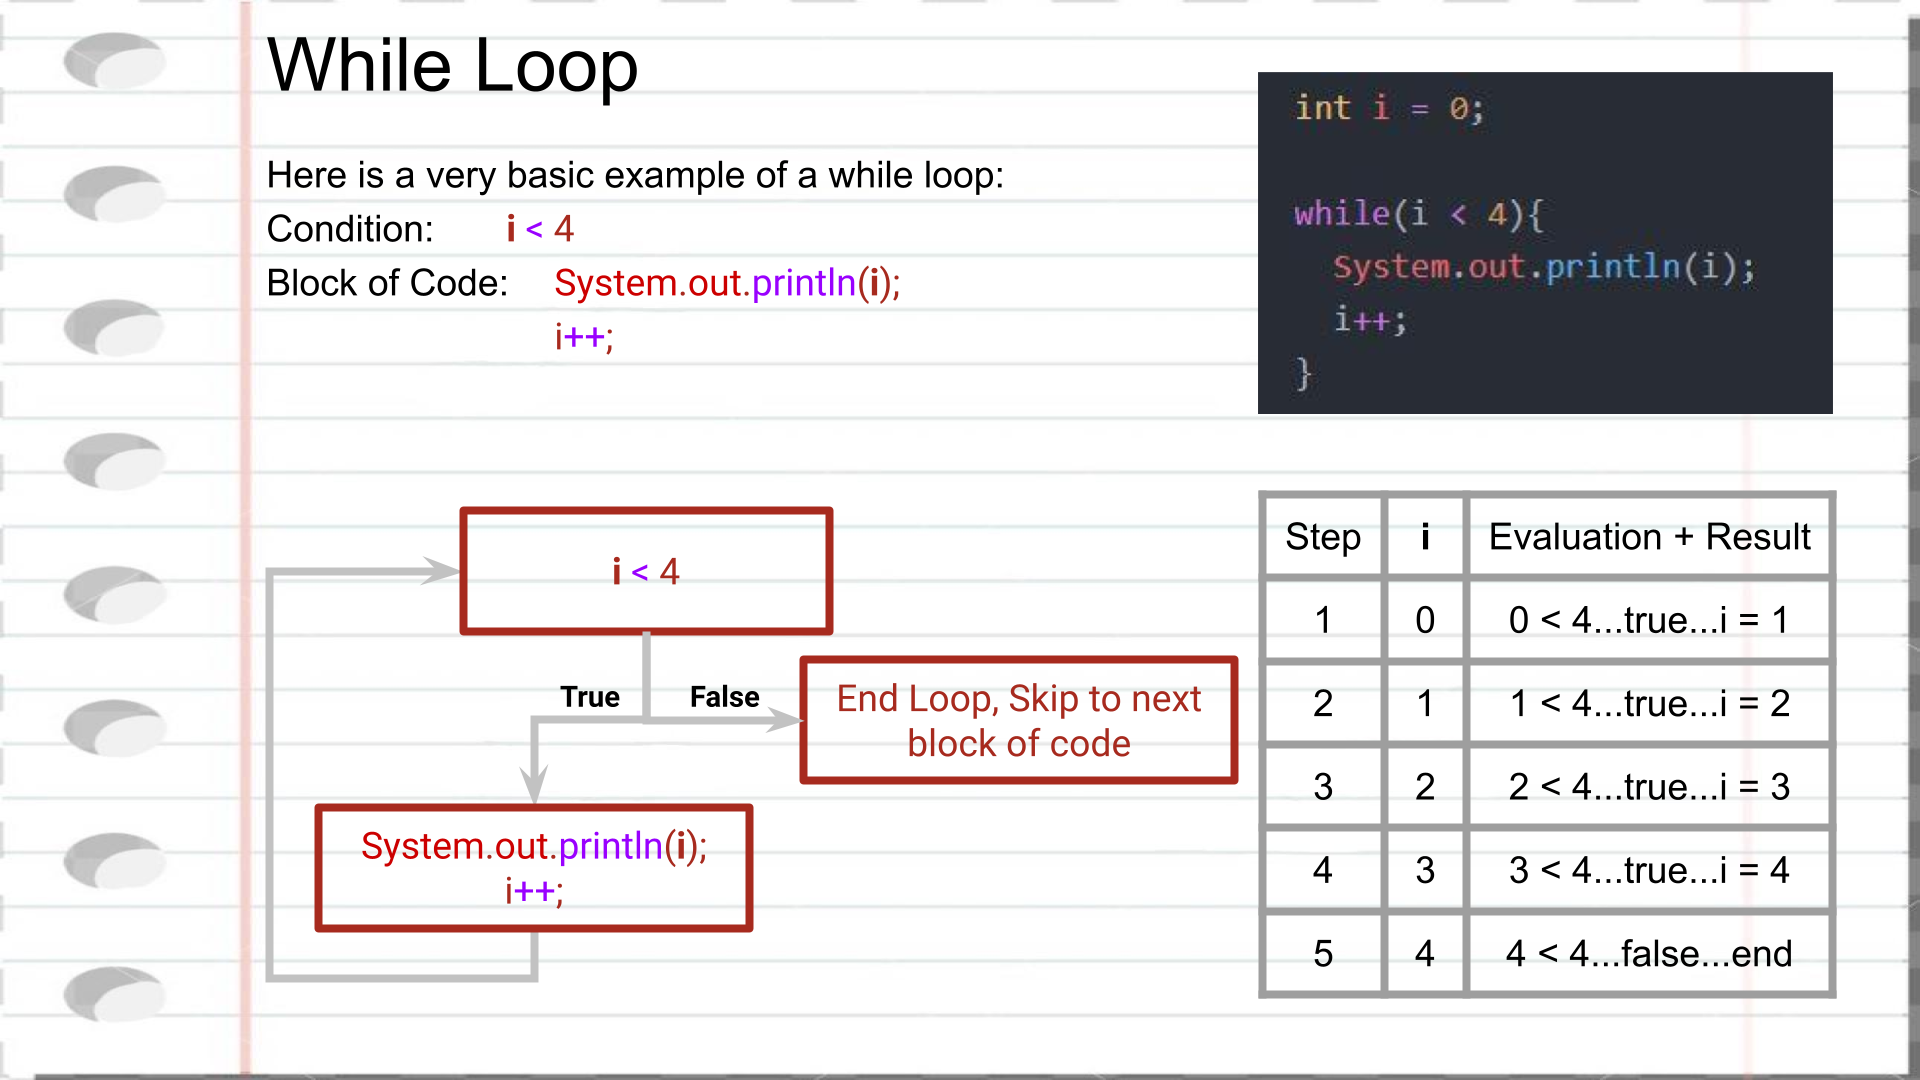 While Loop
Here is a very basic example of a while loop:
Condition: i < 4
Block of Code: System.out.println(i);
i++;
int i = 0;
while(i < 4){
System.out.println(i);
i++;
}
i < 4
True False
End Loop, Skip to next
block of code
System.out.println(i);
i++;
Step i Evaluation + Result
1 0 0 < 4...true...i = 1
2 1 1 < 4...true...i = 2
3 2 2 < 4...true...i = 3
4 3 3 < 4...true...i = 4
5 4 4 < 4...false...end